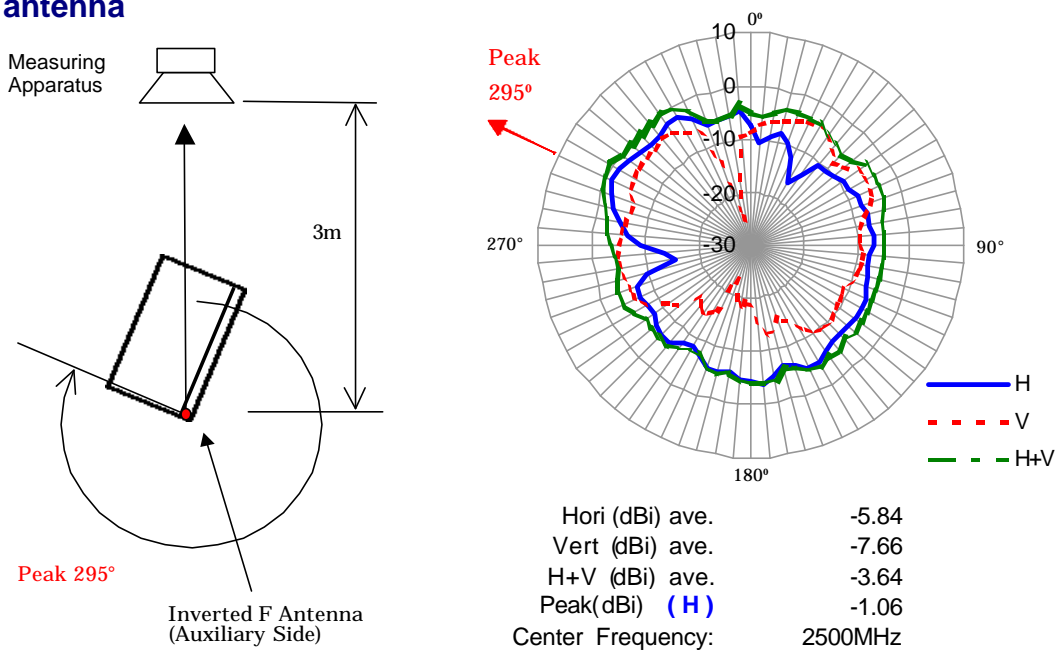 antenna
Measuring
Apparatus
3m
Peak 295°
Inverted F Antenna
(Auxiliary Side)
Peak
295º
0º
10
0
-10
-20
-30
270°
90°
180º
H
V
H+V
Hori (dBi) ave. -5.84
Vert (dBi) ave. -7.66
H+V (dBi) ave. -3.64
Peak(dBi) ( H ) -1.06
Center Frequency: 2500MHz